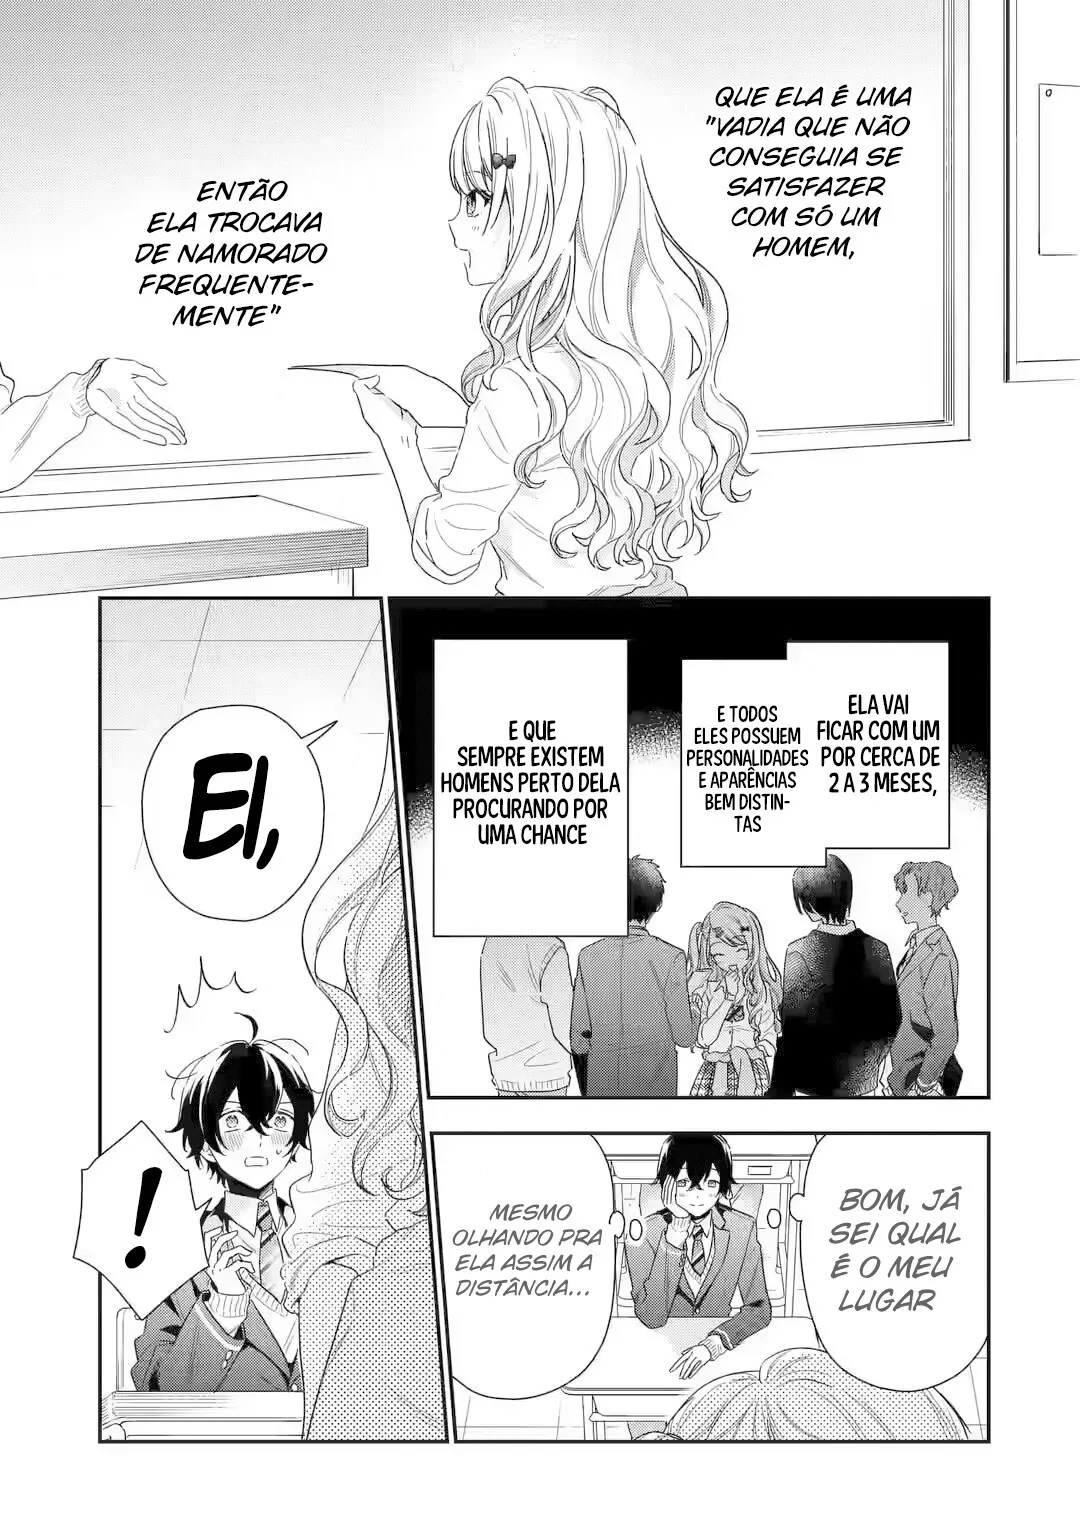 QUE ELA É UMA
"VADIA QUE NÃO
CONSEGUIA SE
SATISFAZER
COM SÓ UM
HOMEM,
ENTÃO
ELA TROCAVA
DE NAMORADO
FREQUENTE-
MENTE"
ELA VAI
FICAR COM UM
POR CERCA DE
2 A 3 MESES,
E TODOS
ELES POSSUEM
PERSONALIDADES
E APARÊNCIAS
BEM DISTIN-
TAS
E QUE
SEMPRE EXISTEM
HOMENS PERTO DELA
PROCURANDO POR
UMA CHANCE
BOM, JÁ
SEI QUAL
É O MEU
LUGAR
MESMO
OLHANDO PRA
ELA ASSIM A
DISTÂNCIA...
EI,
!